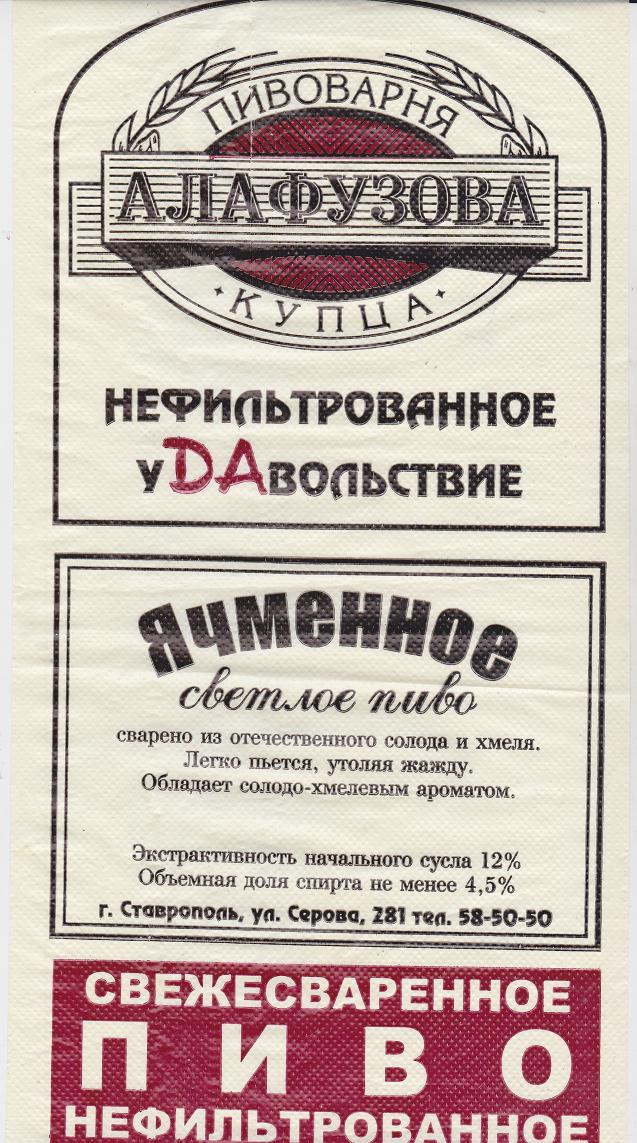 ПИВОВАРНЯ
АЛАФУЗОВА
КУПЦА
НЕФИЛЬТРОВАННОЕ
уDAВОЛЬСТВИЕ
Ячменное
светлое пиво
сварено из отечественного солода и хмеля.
Легко пьется, утоляя жажду.
Обладает солодо-хмелевым ароматом.
Экстрактивность начального сусла 12%
Объемная доля спирта не менее 4,5%
г. Ставрополь, ул. Серова, 281 тел. 58-50-50
СВЕЖЕСВАРЕННОЕ
ПИВО
НЕФИЛЬТРОВАННОЕ